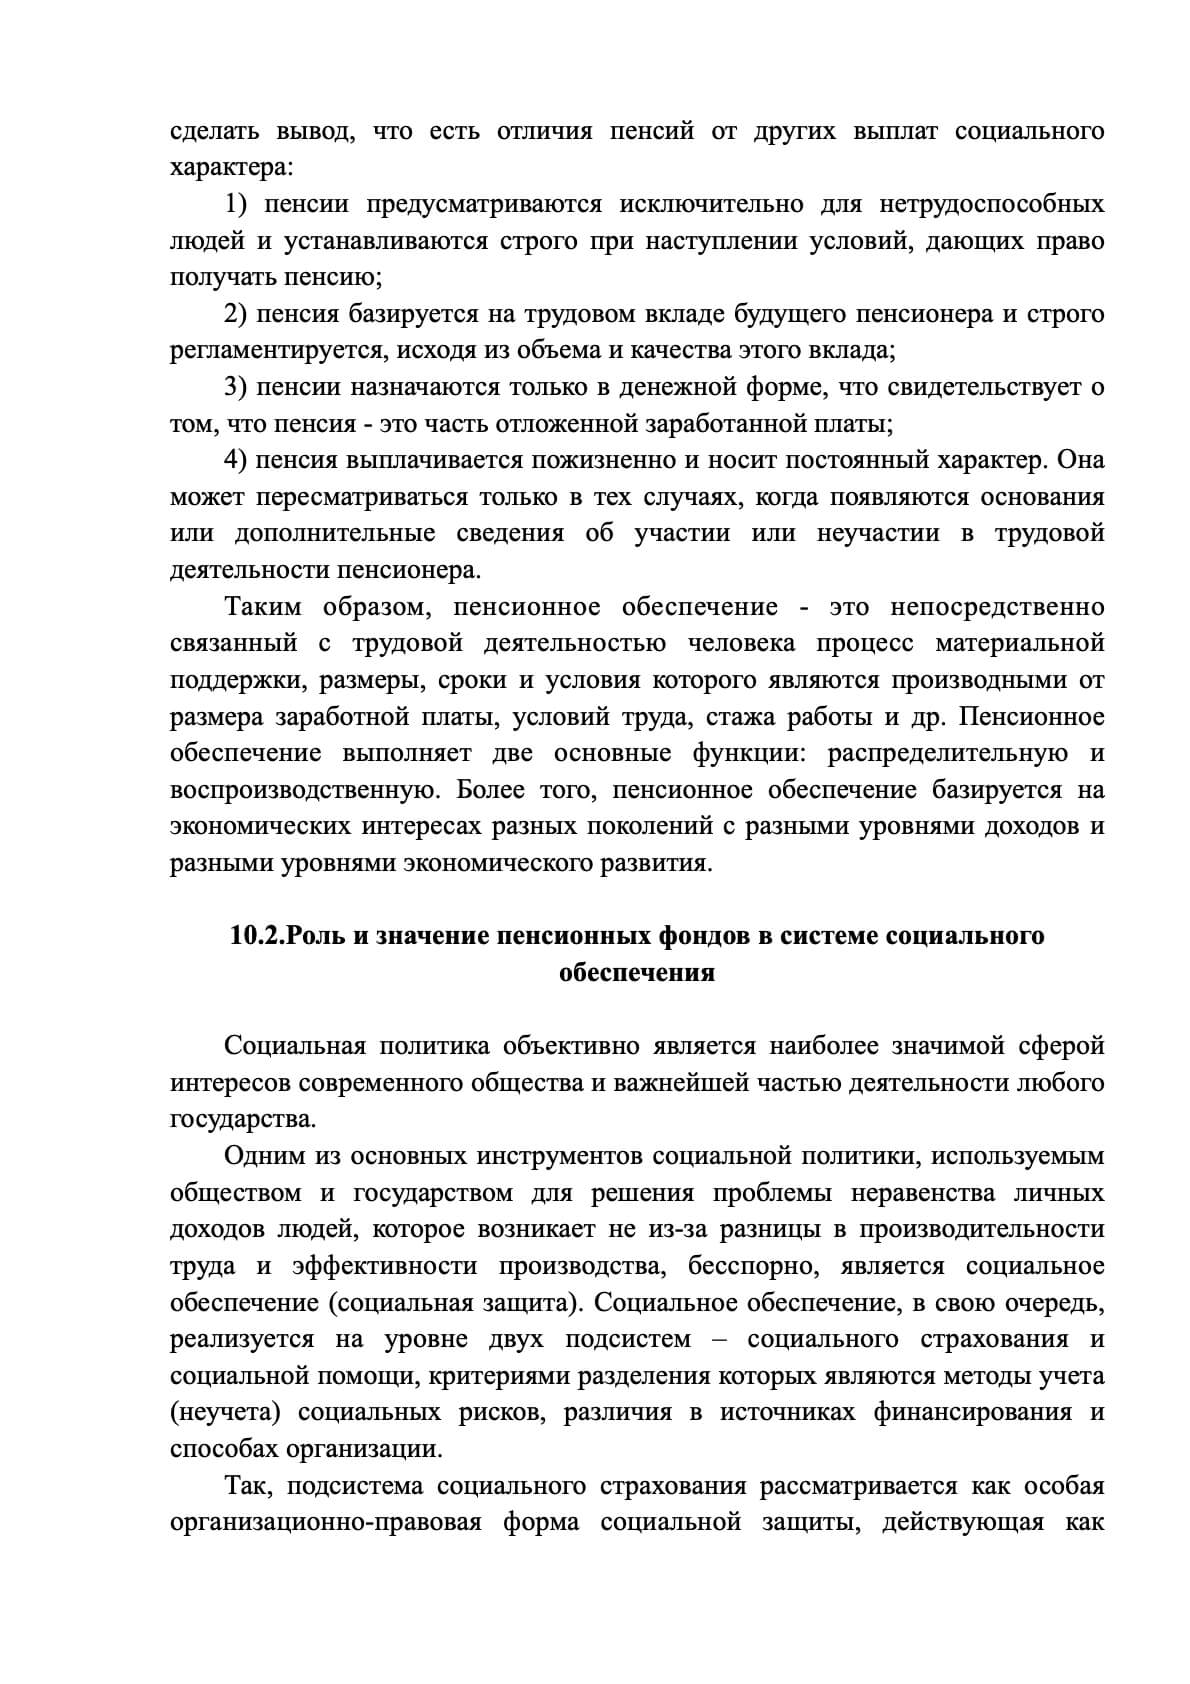 сделать вывод, что есть отличия пенсий от других выплат социального
характера:
1) пенсии предусматриваются исключительно для нетрудоспособных
людей и устанавливаются строго при наступлении условий, дающих право
получать пенсию;
2) пенсия базируется на трудовом вкладе будущего пенсионера и строго
регламентируется, исходя из объема и качества этого вклада;
3) пенсии назначаются только в денежной форме, что свидетельствует о
том, что пенсия - это часть отложенной заработанной платы;
4) пенсия выплачивается пожизненно и носит постоянный характер. Она
может пересматриваться только в тех случаях, когда появляются основания
или дополнительные сведения об участии или неучастии в трудовой
деятельности пенсионера.
Таким образом, пенсионное обеспечение - это непосредственно
связанный с трудовой деятельностью человека процесс материальной
поддержки, размеры, сроки и условия которого являются производными от
размера заработной платы, условий труда, стажа работы и др. Пенсионное
обеспечение выполняет две основные функции: распределительную и
воспроизводственную. Более того, пенсионное обеспечение базируется на
экономических интересах разных поколений с разными уровнями доходов и
разными уровнями экономического развития.
10.2.Роль и значение пенсионных фондов в системе социального
обеспечения
Социальная политика объективно является наиболее значимой сферой
интересов современного общества и важнейшей частью деятельности любого
государства.
Одним из основных инструментов социальной политики, используемым
обществом и государством для решения проблемы неравенства личных
доходов людей, которое возникает не из-за разницы в производительности
труда и эффективности производства, бесспорно, является социальное
обеспечение (социальная защита). Социальное обеспечение, в свою очередь,
реализуется на уровне двух подсистем – социального страхования и
социальной помощи, критериями разделения которых являются методы учета
(неучета) социальных рисков, различия в источниках финансирования и
способах организации.
Так, подсистема социального страхования рассматривается как особая
организационно-правовая форма социальной защиты, действующая как